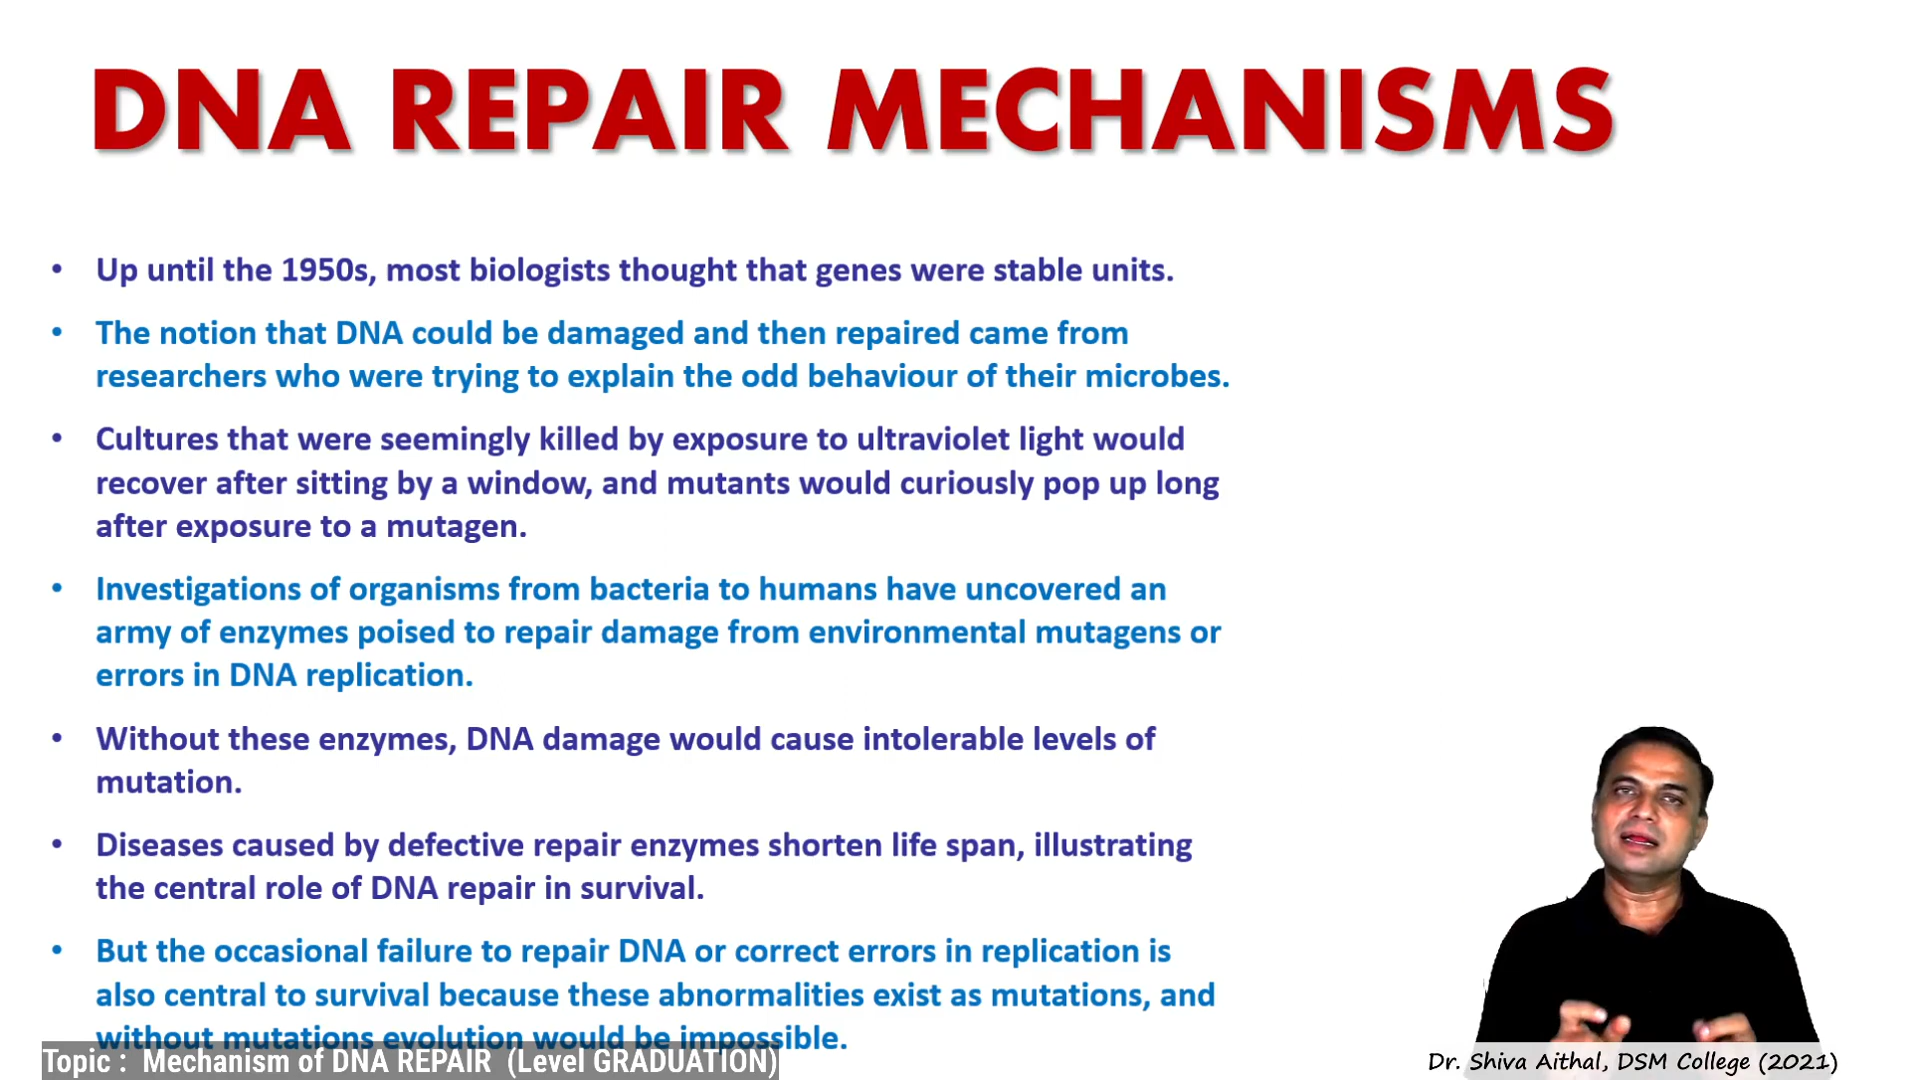 DNA REPAIR MECHANISMS
• Up until the 1950s, most biologists thought that genes were stable units.
• The notion that DNA could be damaged and then repaired came from
researchers who were trying to explain the odd behaviour of their microbes.
• Cultures that were seemingly killed by exposure to ultraviolet light would
recover after sitting by a window, and mutants would curiously pop up long
after exposure to a mutagen.
• Investigations of organisms from bacteria to humans have uncovered an
army of enzymes poised to repair damage from environmental mutagens or
errors in DNA replication.
• Without these enzymes, DNA damage would cause intolerable levels of
mutation.
• Diseases caused by defective repair enzymes shorten life span, illustrating
the central role of DNA repair in survival.
• But the occasional failure to repair DNA or correct errors in replication is
also central to survival because these abnormalities exist as mutations, and
without mutations evolution would be impossible.
Topic : Mechanism of DNA REPAIR (Level GRADUATION)
Dr. Shiva Aithal, DSM College (2021)